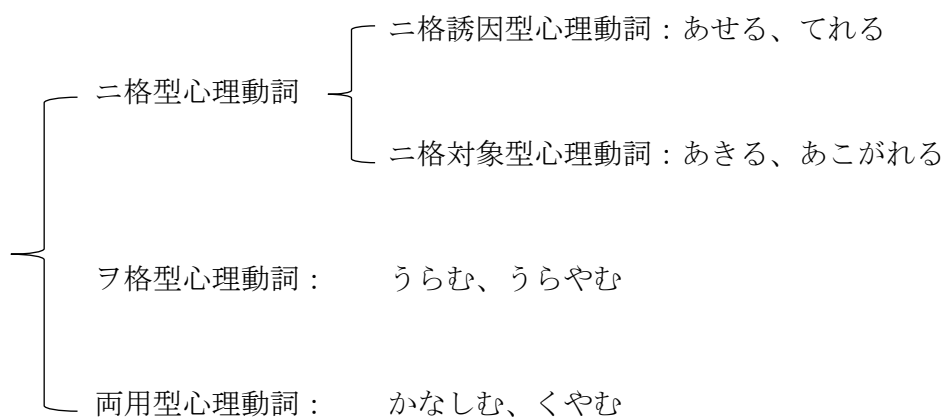 ニ格誘因型心理動詞：あせる、てれる
ニ格型心理動詞
ニ格対象型心理動詞：あきる、あこがれる
ヲ格型心理動詞： うらむ、うらやむ
両用型心理動詞： かなしむ、くやむ